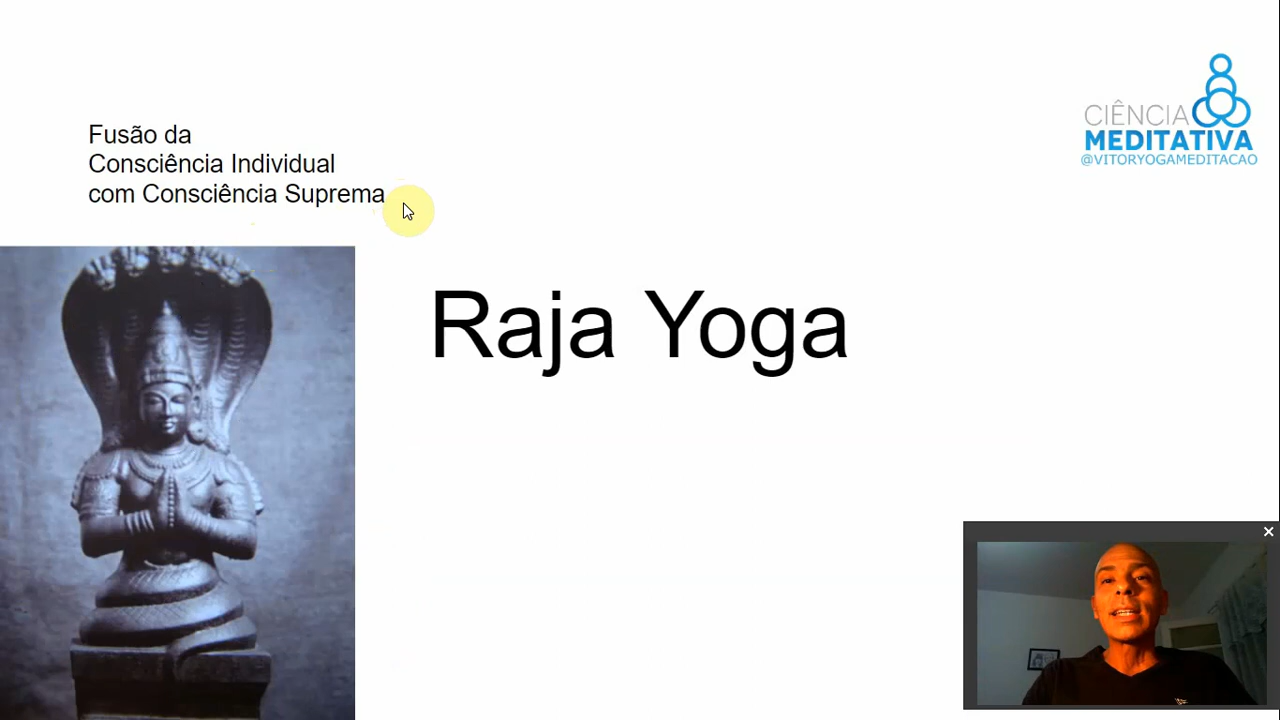 Fusão da
Consciência Individual
com Consciência Suprema
CIÊNCIA
MEDITATIVA
@VITORYOGAMEDITACAO
Raja Yoga